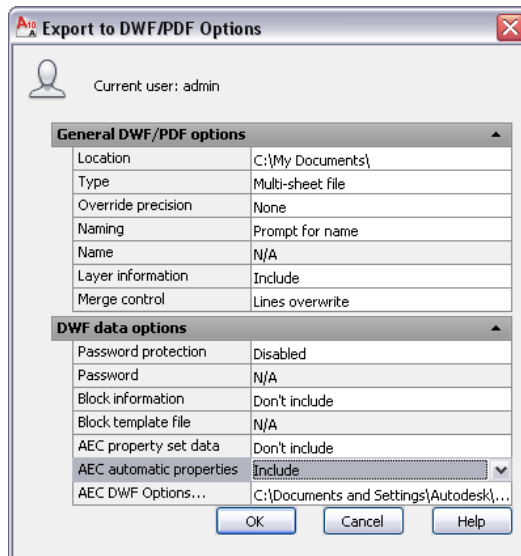 A10 A Export to DWF/PDF Options
Current user: admin
General DWF/PDF options
Location C:\My Documents\
Type Multi-sheet file
Override precision None
Naming Prompt for name
Name N/A
Layer information Include
Merge control Lines overwrite
DWF data options
Password protection Disabled
Password N/A
Block information Don't include
Block template file N/A
AEC property set data Don't include
AEC automatic properties Include
AEC DWF Options... C:\Documents and Settings\Autodesk\...
OK Cancel Help